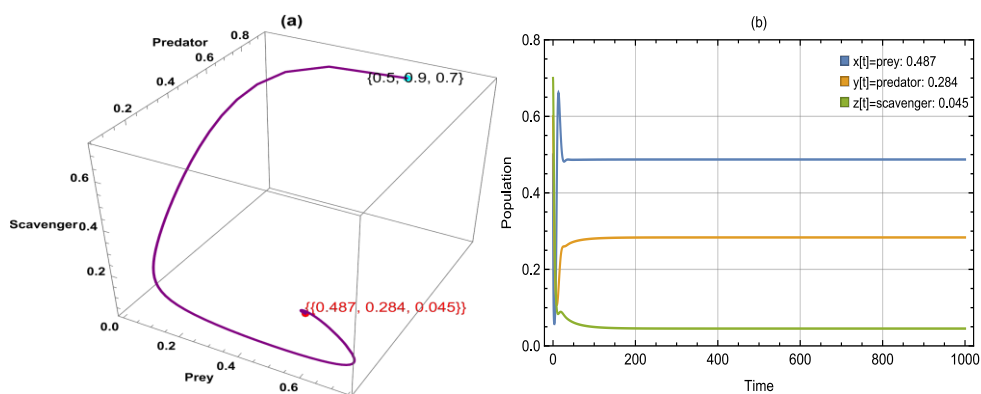 (a)
Predator
0.8
0.6
0.4
0.2
{0.5, 0.9, 0.7}
0.6
Scavenger 0.4
0.2
0.0
0.2
0.4
0.6
Prey
{{0.487, 0.284, 0.045}}
(b)
0.8
0.6
0.4
0.2
0.0
Population
x[t]=prey: 0.487
y[t]=predator: 0.284
z[t]=scavenger: 0.045
0 200 400 600 800 1000
Time